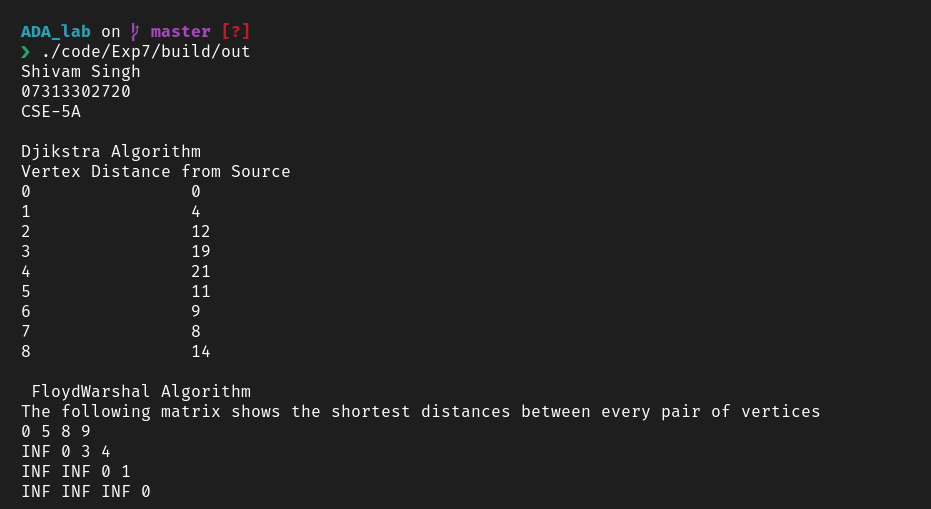 ADA_lab on master [?]
❯ ./code/Exp7/build/out
Shivam Singh
07313302720
CSE-5A
Djikstra Algorithm
Vertex Distance from Source
0 0
1 4
2 12
3 19
4 21
5 11
6 9
7 8
8 14
FloydWarshal Algorithm
The following matrix shows the shortest distances between every pair of vertices
0 5 8 9
INF 0 3 4
INF INF 0 1
INF INF INF 0